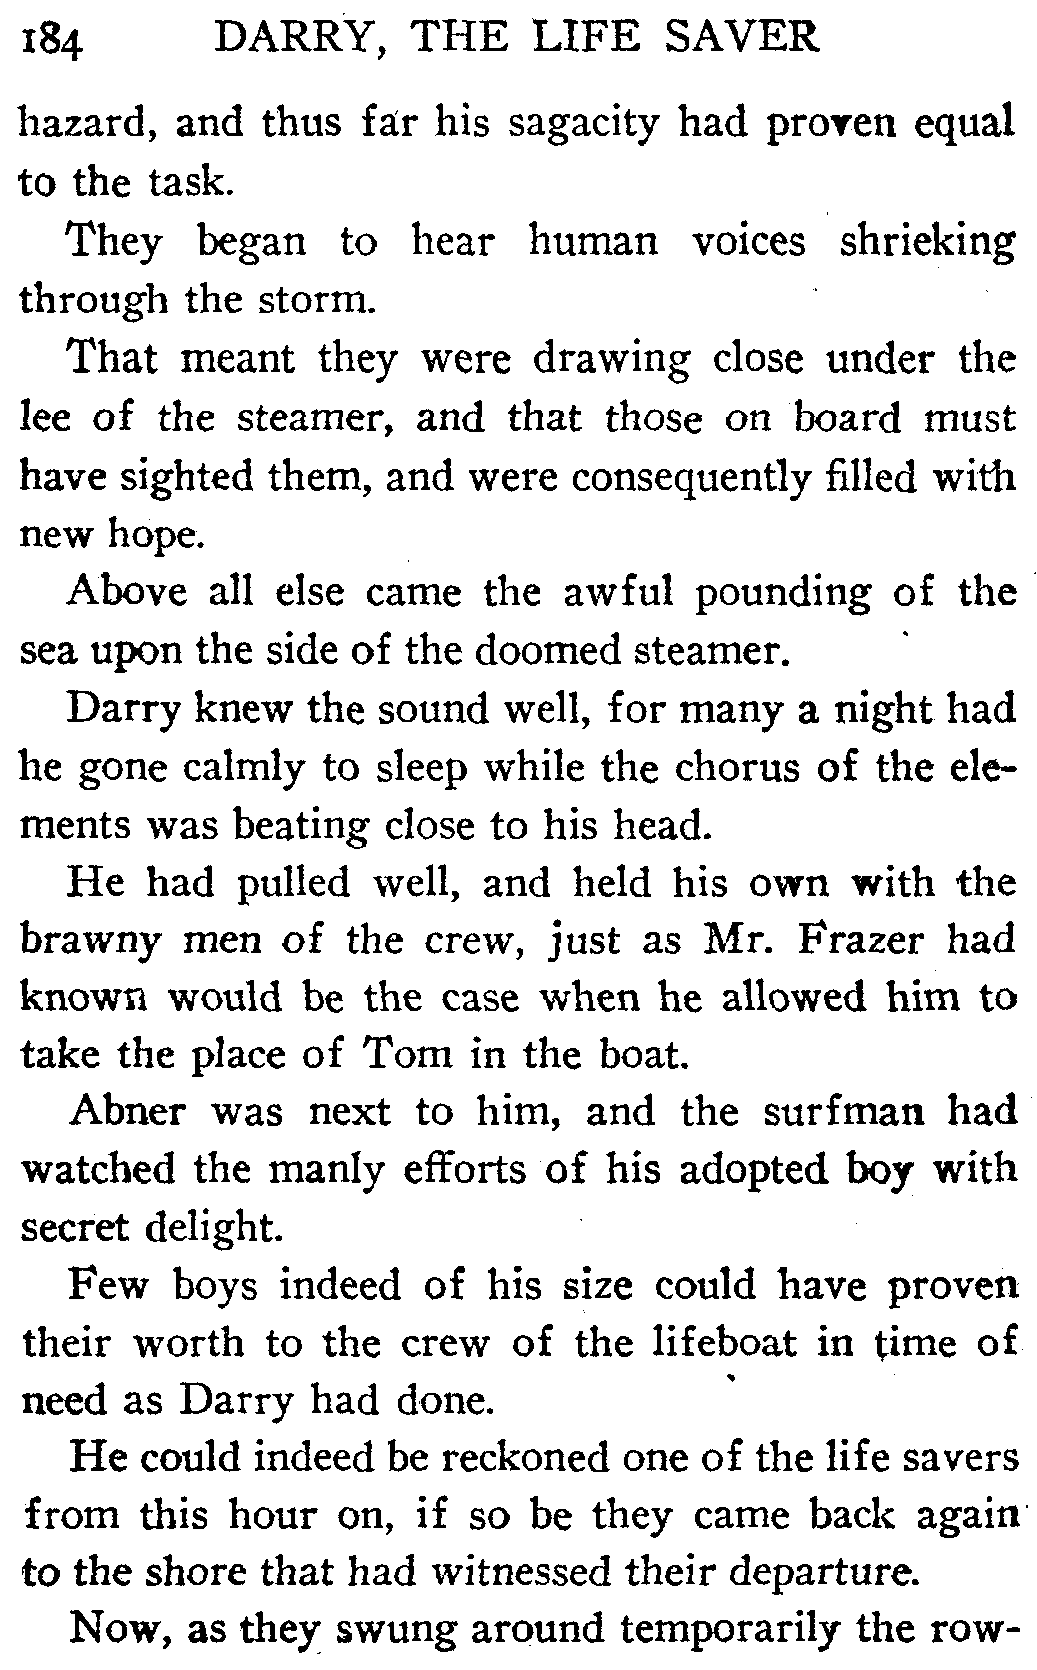 184 DARRY, THE LIFE SAVER
hazard, and thus far his sagacity had proven equal
to the task.
They began to hear human voices shrieking
through the storm.
That meant they were drawing close under the
lee of the steamer, and that those on board must
have sighted them, and were consequently filled with
new hope.
Above all else came the awful pounding of the
sea upon the side of the doomed steamer.
Darry knew the sound well, for many a night had
he gone calmly to sleep while the chorus of the ele-
ments was beating close to his head.
He had pulled well, and held his own with the
brawny men of the crew, just as Mr. Frazer had
known would be the case when he allowed him to
take the place of Tom in the boat.
Abner was next to him, and the surfman had
watched the manly efforts of his adopted boy with
secret delight.
Few boys indeed of his size could have proven
their worth to the crew of the lifeboat in time of
need as Darry had done.
He could indeed be reckoned one of the life savers
from this hour on, if so be they came back again
to the shore that had witnessed their departure.
Now, as they swung around temporarily the row-